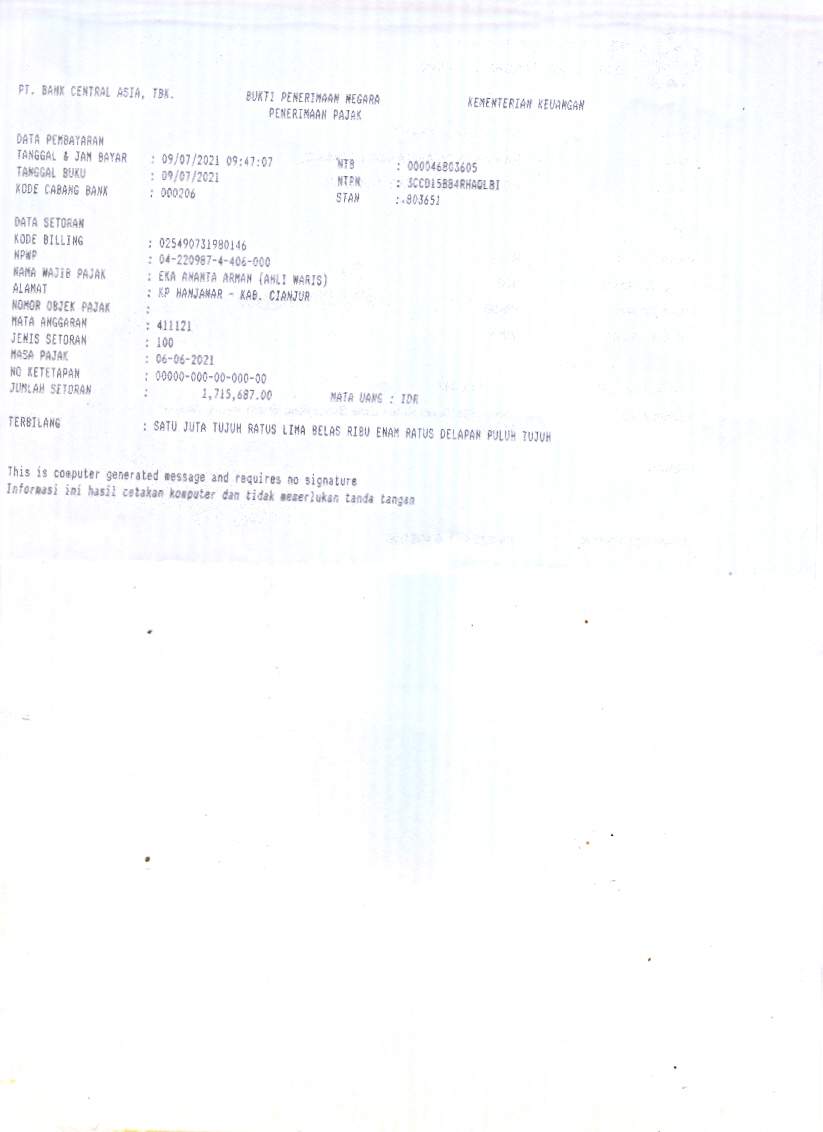 PT. BANK CENTRAL ASIA, TBK. BUKTI PENERIMAAN NEGARA KEMENTERIAN KEUANGAN
PENERIMAAN PAJAK
DATA PEMBAYARAN
TANGGAL & JAM BAYAR : 09/07/2021 09:47:07 NTB : 000046803605
TANGGAL BUKU : 09/07/2021 NTPN : 3CCD15BB4RHAQLBI
KODE CABANG BANK : 000206 STAN : 803651
DATA SETORAN
KODE BILLING : 025490731980146
NPWP : 04-220987-4-406-000
NAMA WAJIB PAJAK : EKA ANANTA ARMAN (AHLI WARIS)
ALAMAT : KP HANJAWAR - KAB. CIANJUR
NOMOR OBJEK PAJAK :
MATA ANGGARAN : 411121
JENIS SETORAN : 100
MASA PAJAK : 06-06-2021
NO KETETAPAN : 00000-000-00-000-00
JUMLAH SETORAN : 1,715,687.00 MATA UANG : IDR
TERBILANG : SATU JUTA TUJUH RATUS LIMA BELAS RIBU ENAM RATUS DELAPAN PULUH TUJUH
This is computer generated message and requires no signature
Informasi ini hasil cetakan komputer dan tidak memerlukan tanda tangan